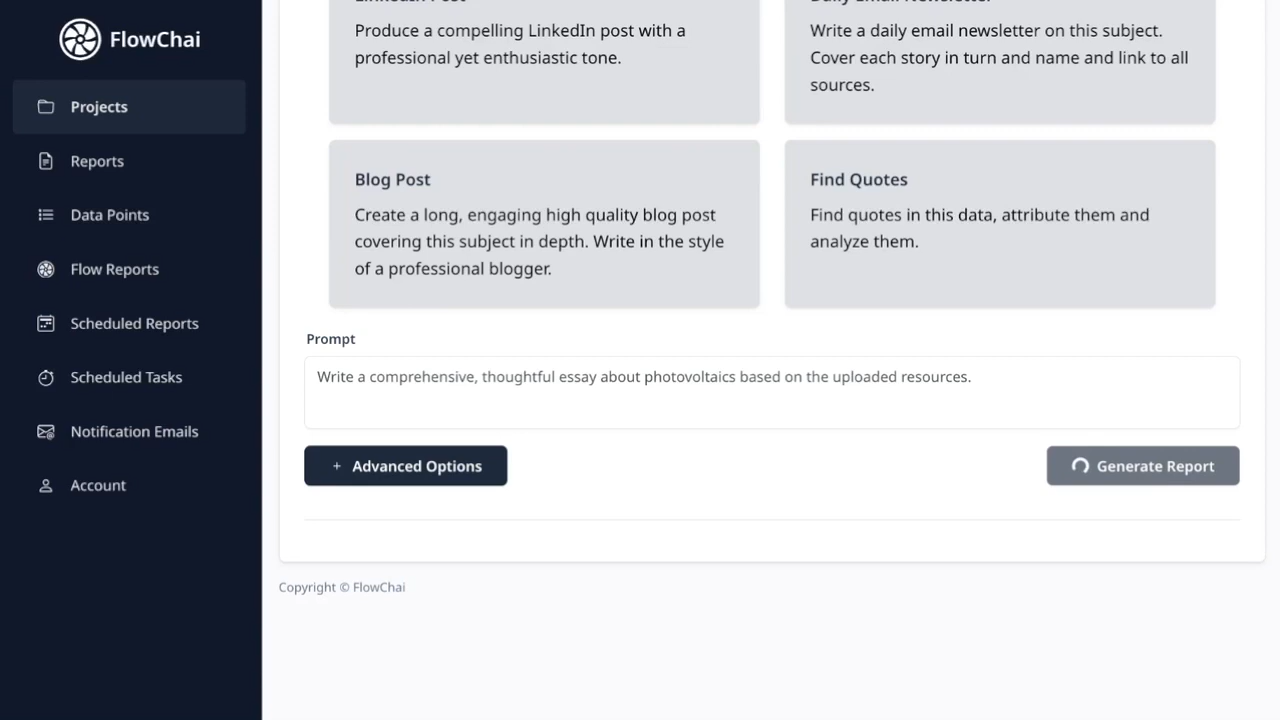 FlowChai
Projects
Reports
Data Points
Flow Reports
Scheduled Reports
Scheduled Tasks
Notification Emails
Account
Produce a compelling LinkedIn post with a
professional yet enthusiastic tone.
Write a daily email newsletter on this subject.
Cover each story in turn and name and link to all
sources.
Blog Post
Create a long, engaging high quality blog post
covering this subject in depth. Write in the style
of a professional blogger.
Find Quotes
Find quotes in this data, attribute them and
analyze them.
Prompt
Write a comprehensive, thoughtful essay about photovoltaics based on the uploaded resources.
+ Advanced Options
Generate Report
Copyright © FlowChai